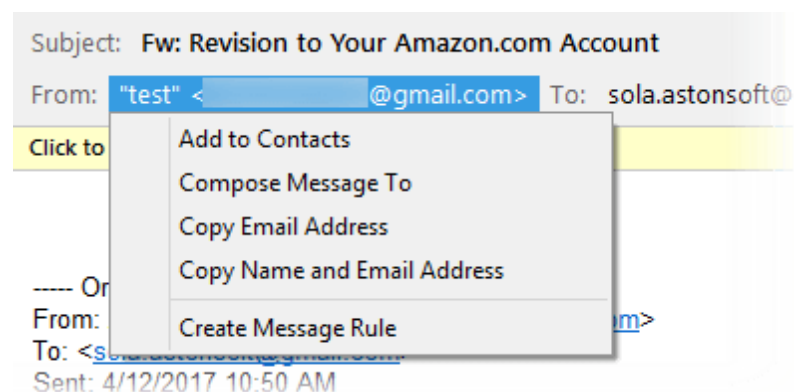 Subject: Fw: Revision to Your Amazon.com Account
From: "test" < @gmail.com> To: sola.astonsoft@
Click to
Add to Contacts
Compose Message To
Copy Email Address
Copy Name and Email Address
Create Message Rule
----- Or
From: m>
To: <sola.astonsoft@gmail.com>
Sent: 4/12/2017 10:50 AM